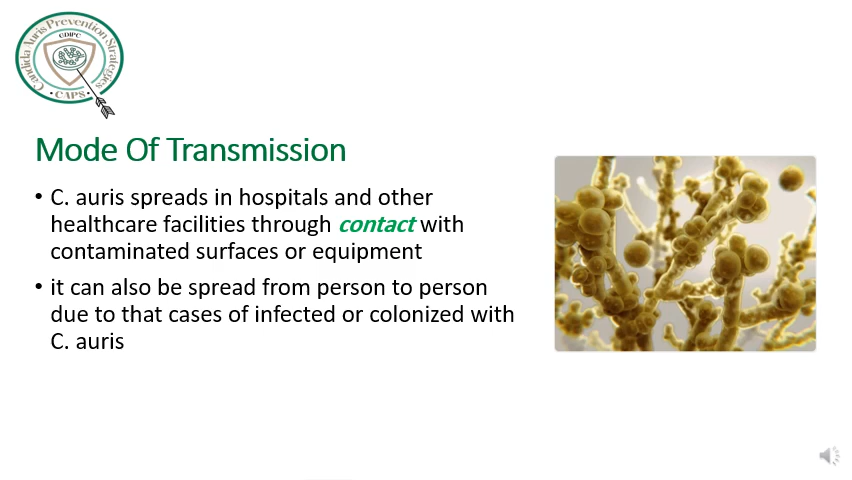 Candida Auris Prevention Strategies
GDIPC
• CAPS •
Mode Of Transmission
• C. auris spreads in hospitals and other
healthcare facilities through contact with
contaminated surfaces or equipment
• it can also be spread from person to person
due to that cases of infected or colonized with
C. auris